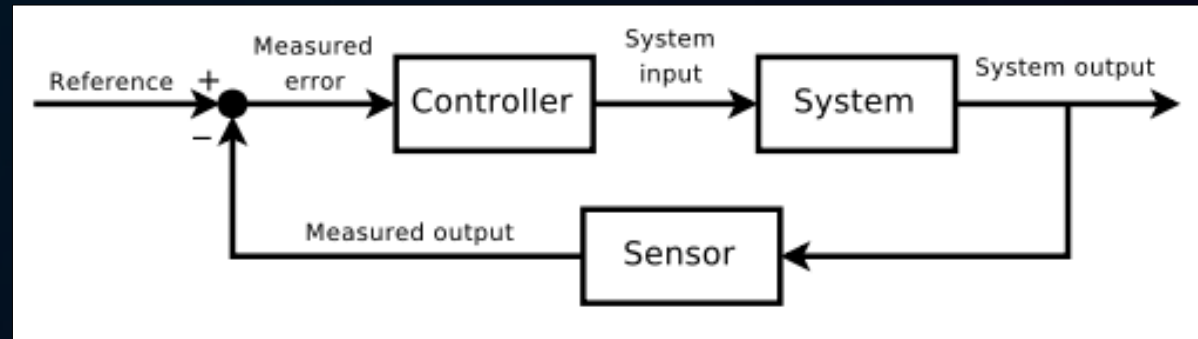 Reference
+
−
Measured
error
Controller
System
input
System
System output
Measured output
Sensor